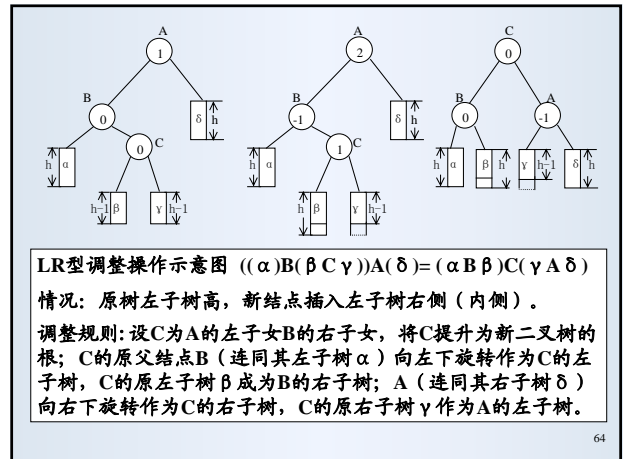 A
1
B
0
C
0
δ
h
h
α
h-1
β
γ
h-1
A
2
B
-1
C
1
δ
h
h
α
h
β
γ
h-1
C
0
B
0
A
-1
h
α
β
h
γ
h-1
δ
h
LR型调整操作示意图 ((α)B(βCγ))A(δ)= (αBβ)C(γAδ)
情况: 原树左子树高，新结点插入左子树右侧（内侧）。
调整规则: 设C为A的左子女B的右子女，将C提升为新二叉树的
根；C的原父结点B（连同其左子树α）向左下旋转作为C的左
子树，C的原左子树β成为B的右子树；A（连同其右子树δ）
向右下旋转作为C的右子树，C的原右子树γ作为A的左子树。
64